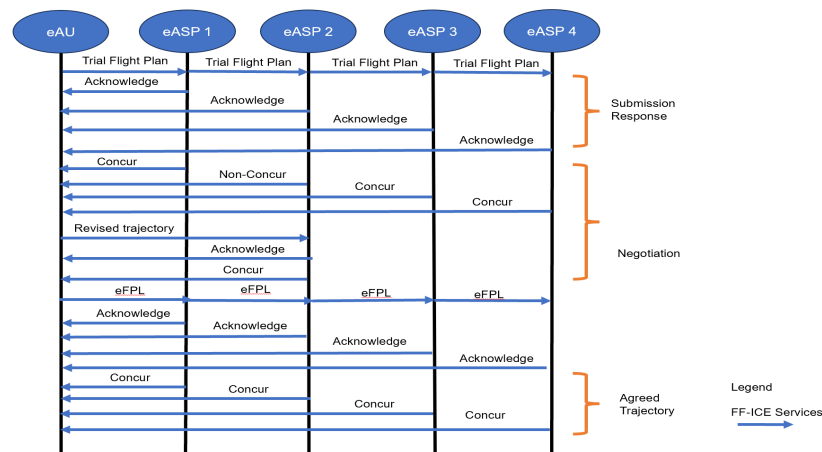 eAU eASP 1 eASP 2 eASP 3 eASP 4
Trial Flight Plan Trial Flight Plan Trial Flight Plan Trial Flight Plan
Acknowledge
Acknowledge
Acknowledge
Acknowledge
Submission
Response
Concur
Non-Concur
Concur
Concur
Revised trajectory
Acknowledge
Concur
Negotiation
eFPL eFPL eFPL eFPL
Acknowledge
Acknowledge
Acknowledge
Acknowledge
Concur
Concur
Concur
Concur
Agreed
Trajectory
Legend
FF-ICE Services